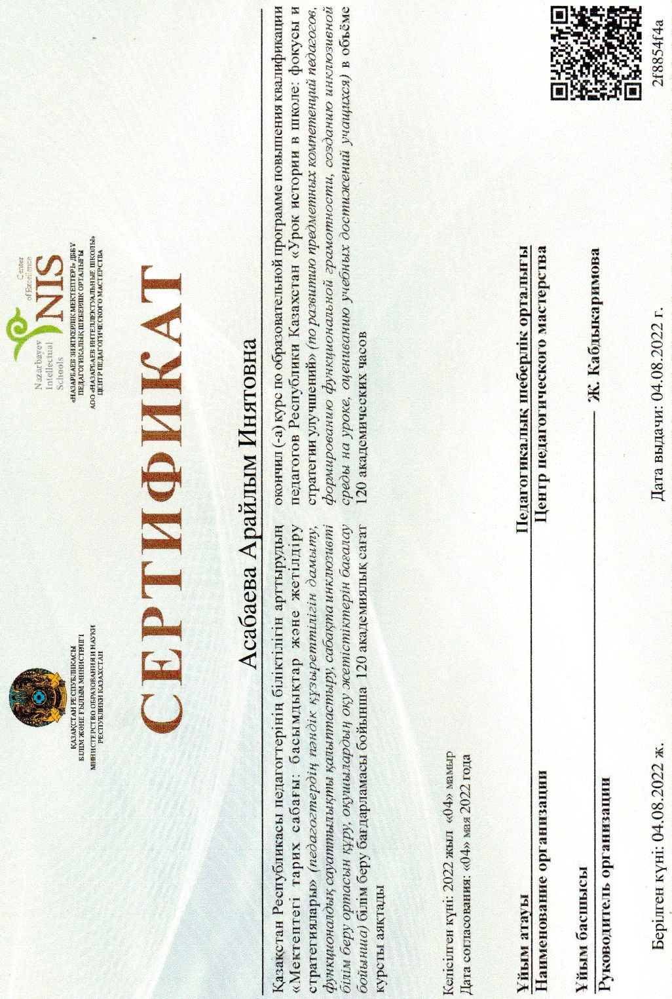 ҚАЗАҚСТАН РЕСПУБЛИКАСЫ
БІЛІМ ЖӘНЕ ҒЫЛЫМ МИНИСТРЛІГІ
МИНИСТЕРСТВО ОБРАЗОВАНИЯ И НАУКИ
РЕСПУБЛИКИ КАЗАХСТАН
Nazarbayev
Intellectual
Schools
NIS
Center
of Excellence
«НАЗАРБАЕВ ЗИЯТКЕРЛІК МЕКТЕПТЕРІ» ДББҰ
ПЕДАГОГИКАЛЫҚ ШЕБЕРЛІК ОРТАЛЫҒЫ
АОО «НАЗАРБАЕВ ИНТЕЛЛЕКТУАЛЬНЫЕ ШКОЛЫ»
ЦЕНТР ПЕДАГОГИЧЕСКОГО МАСТЕРСТВА
СЕРТИФИКАТ
Асабаева Арайлым Инятовна
Қазақстан Республикасы педагогтерінің біліктілігін арттырудың
«Мектептегі тарих сабағы: басымдықтар және жетілдіру
стратегиялары» (педагогтердің пәндік құзыреттілігін дамыту,
функционалдық сауаттылықты қалыптастыру, сабақта инклюзивті
білім беру ортасын құру, оқушылардың оқу жетістіктерін бағалау
бойынша) білім беру бағдарламасы бойынша 120 академиялық сағат
курсты аяқтады
окончил (-а) курс по образовательной программе повышения квалификации
педагогов Республики Казахстан «Урок истории в школе: фокусы и
стратегии улучшений» (по развитию предметных компетенций педагогов,
формированию функциональной грамотности, созданию инклюзивной
среды на уроке, оцениванию учебных достижений учащихся) в объёме
120 академических часов
Келісілген күні: 2022 жыл «04» мамыр
Дата согласования: «04» мая 2022 года
Ұйым атауы
Наименование организации
Педагогикалық шеберлік орталығы
Центр педагогического мастерства
Ұйым басшысы
Руководитель организации
Ж. Кабдыкаримова
Берілген күні: 04.08.2022 ж.
Дата выдачи: 04.08.2022 г.
2f8854f4a